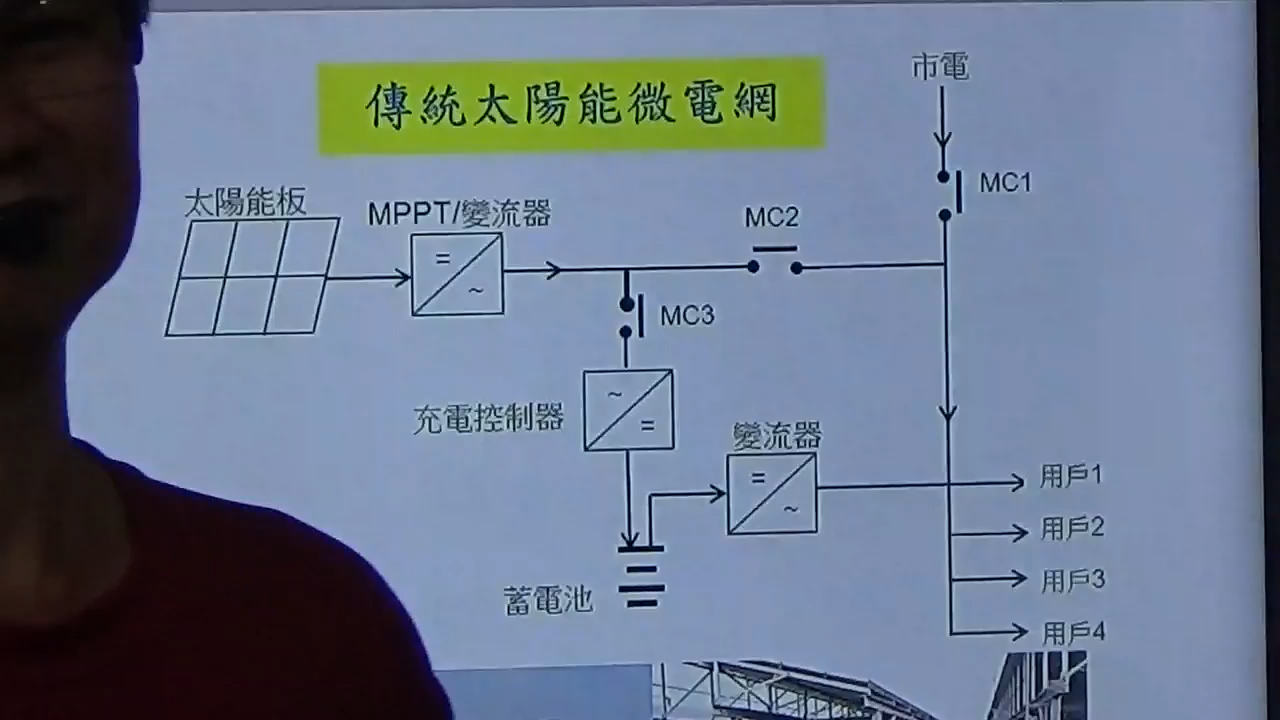 傳統太陽能微電網
市電
MC1
太陽能板
MPPT/變流器
=
~
MC2
MC3
充電控制器
~
=
變流器
=
~
蓄電池
用戶1
用戶2
用戶3
用戶4